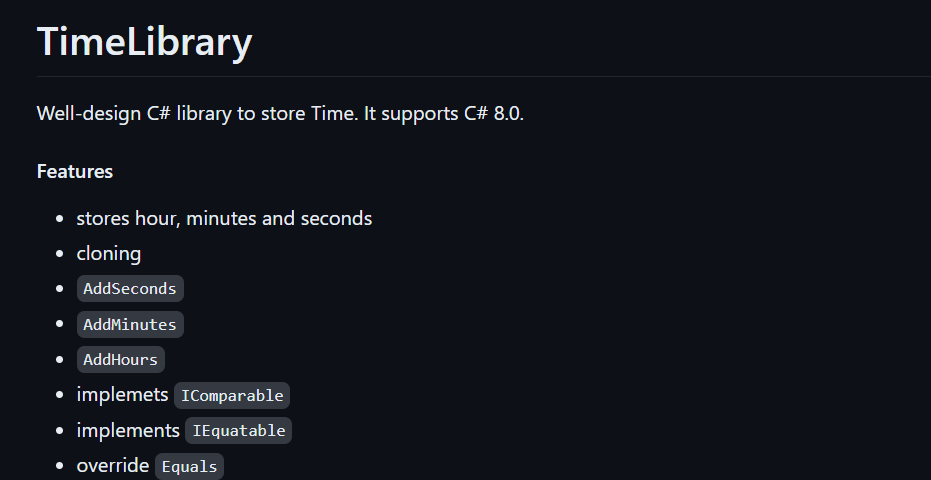 TimeLibrary
Well-design C# library to store Time. It supports C# 8.0.
Features
stores hour, minutes and seconds
cloning
AddSeconds
AddMinutes
AddHours
implemets IComparable
implements IEquatable
override Equals